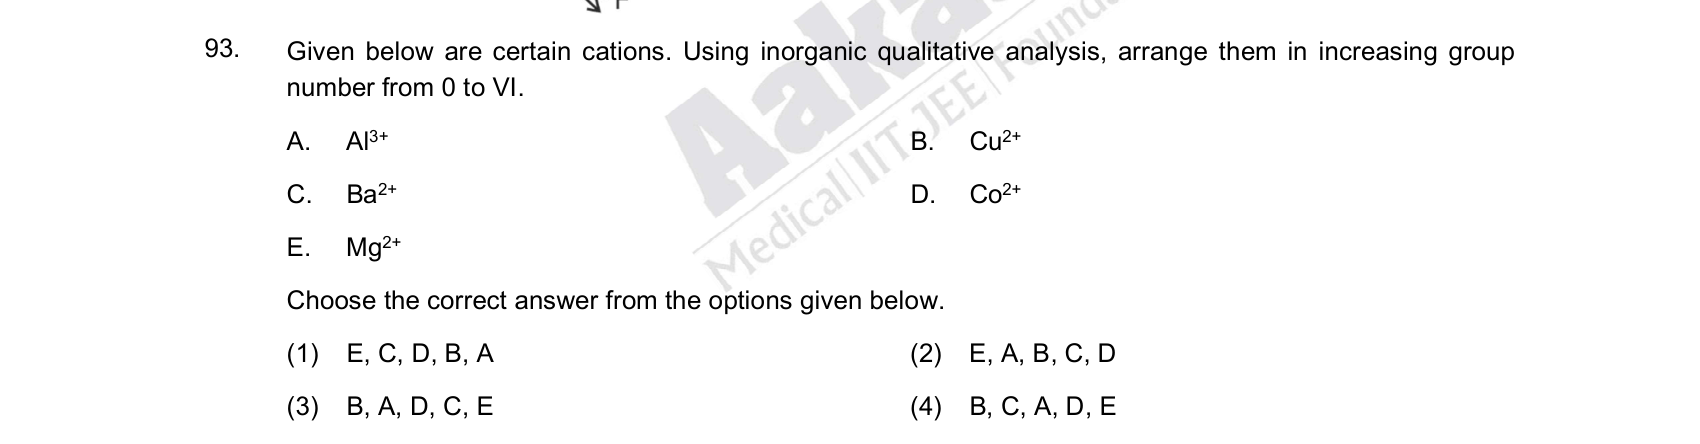 93. Given below are certain cations. Using inorganic qualitative analysis, arrange them in increasing group
number from 0 to VI.
A. Al³⁺ B. Cu²⁺
C. Ba²⁺ D. Co²⁺
E. Mg²⁺
Choose the correct answer from the options given below.
(1) E, C, D, B, A (2) E, A, B, C, D
(3) B, A, D, C, E (4) B, C, A, D, E
Medical|IIT-JEE|Founda